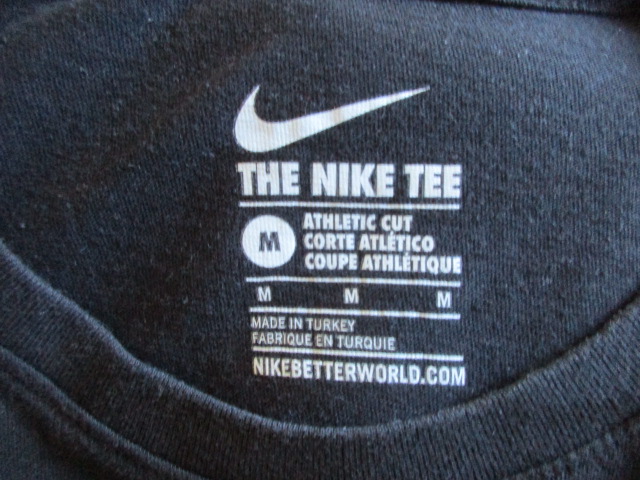 THE NIKE TEE
M
ATHLETIC CUT
CORTE ATLÉTICO
COUPE ATHLÉTIQUE
M M M
MADE IN TURKEY
FABRIQUE EN TURQUIE
NIKEBETTERWORLD.COM